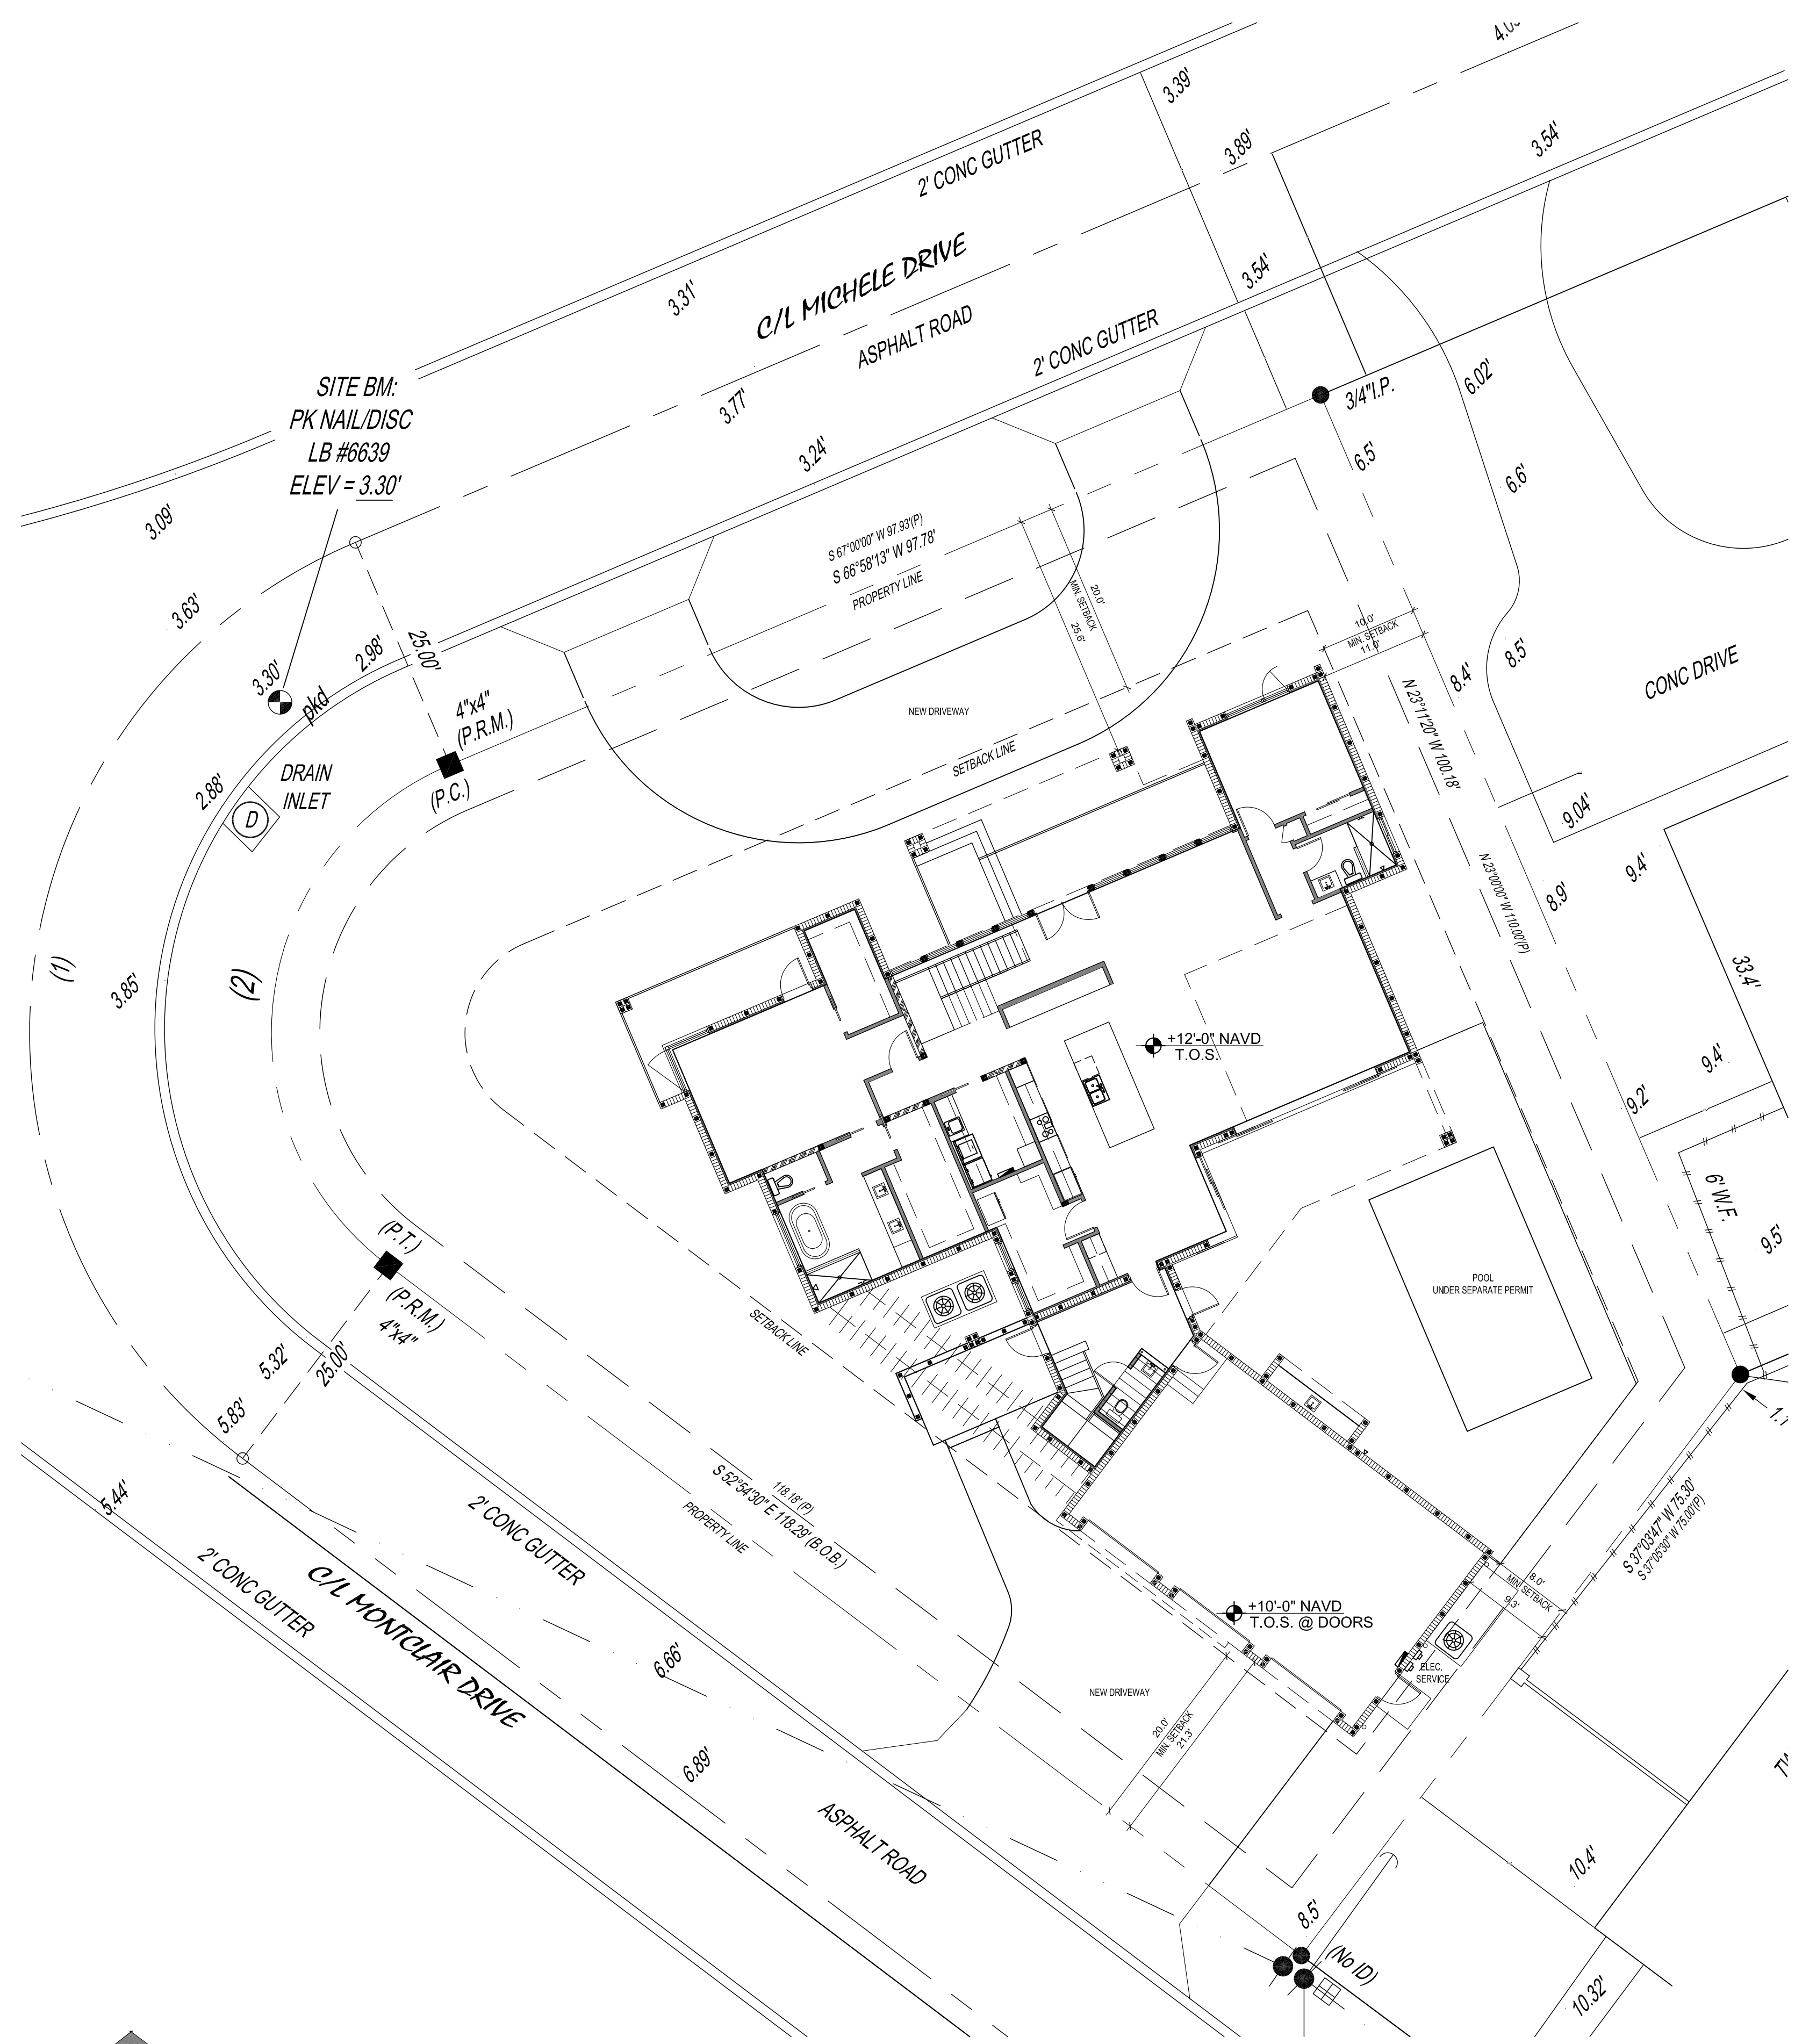 3.39'
2' CONC GUTTER
3.89'
3.54'
C/L MICHELE DRIVE
3.31'
3.54'
ASPHALT ROAD
2' CONC GUTTER
SITE BM:
PK NAIL/DISC
LB #6639
ELEV = 3.30'
3.77'
3/4"I.P.
6.02'
3.24'
6.5'
6.6'
3.09'
S 67°00'00" W 97.93'(P)
S 66°58'13" W 97.78'
PROPERTY LINE
20.0'
MIN. SETBACK
25.6'
3.63'
2.98'
25.00'
10.0'
MIN. SETBACK
11.0'
8.5'
8.4'
CONC DRIVE
3.30'
pkd
4"x4"
(P.R.M.)
(P.C.)
NEW DRIVEWAY
SETBACK LINE
N 23°11'20" W 100.18'
DRAIN
INLET
2.88'
D
9.04'
9.4'
8.9'
N 23°00'00" W 110.00'(P)
(1)
3.85'
(2)
33.4'
+12'-0" NAVD
T.O.S.
9.4'
9.2'
6' W.F.
9.5'
(P.T.)
(P.R.M.)
4"x4"
POOL
UNDER SEPARATE PERMIT
SETBACK LINE
5.32'
25.00'
5.83'
5.44'
118.18'(P)
S 52°54'30" E 118.29' (B.O.B.)
PROPERTY LINE
2' CONC GUTTER
S 37°03'47" W 75.30'
S 37°05'30" W 75.00'(P)
2' CONC GUTTER
C/L MONTCLAIR DRIVE
8.0'
MIN. SETBACK
9.3'
+10'-0" NAVD
T.O.S. @ DOORS
ELEC.
SERVICE
6.66'
NEW DRIVEWAY
20.0'
MIN. SETBACK
21.3'
6.89'
ASPHALT ROAD
10.4'
8.5'
(No ID)
10.32'